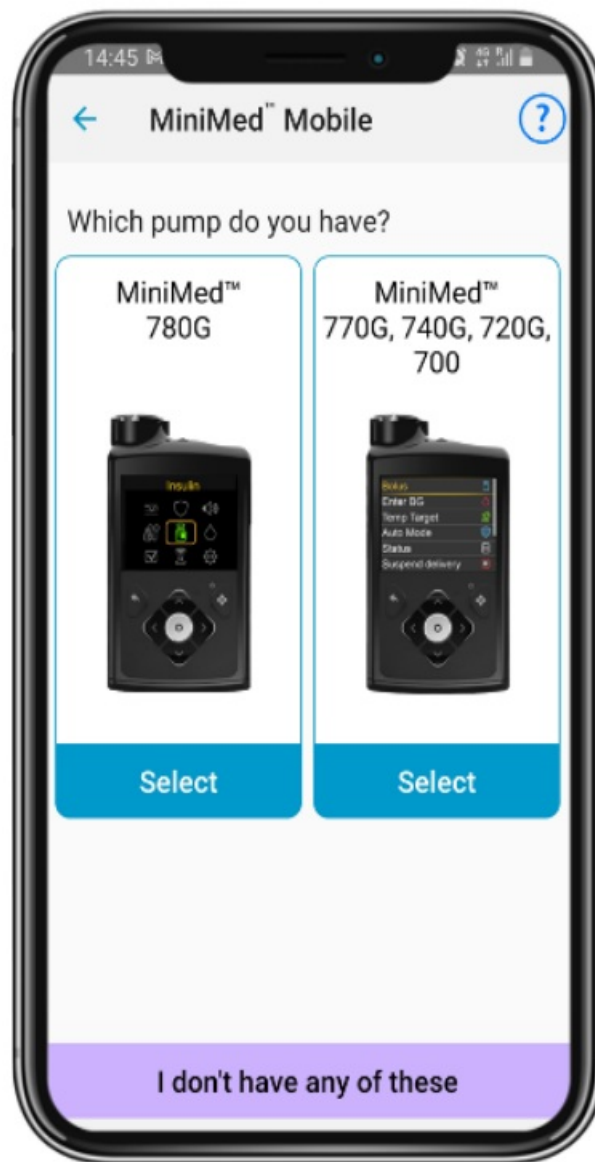 14:45
MiniMed™ Mobile
?
Which pump do you have?
MiniMed™
780G
Insulin
Select
MiniMed™
770G, 740G, 720G,
700
Bolus
Enter BG
Temp Target
Auto Mode
Status
Suspend delivery
Select
I don't have any of these